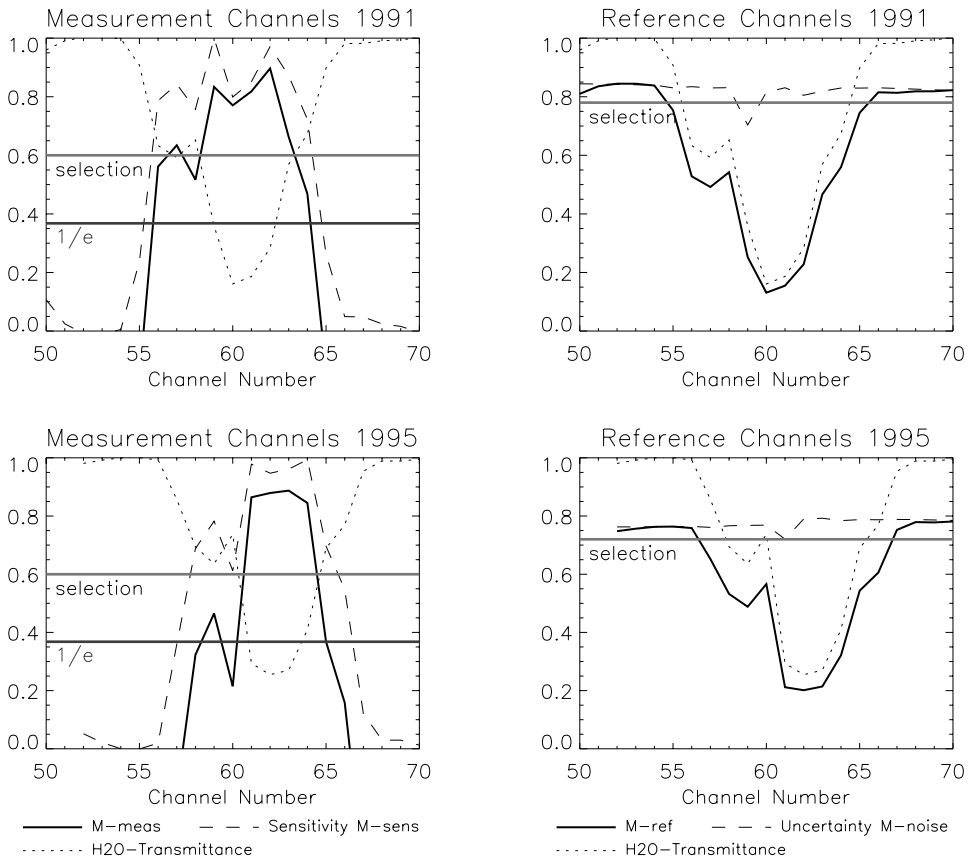 Measurement Channels 1991
1.0
0.8
0.6
0.4
0.2
0.0
selection
1/e
50 55 60 65 70
Channel Number
Reference Channels 1991
1.0
0.8
0.6
0.4
0.2
0.0
selection
50 55 60 65 70
Channel Number
Measurement Channels 1995
1.0
0.8
0.6
0.4
0.2
0.0
selection
1/e
50 55 60 65 70
Channel Number
M-meas
Sensitivity M-sens
H2O-Transmittance
Reference Channels 1995
1.0
0.8
0.6
0.4
0.2
0.0
selection
50 55 60 65 70
Channel Number
M-ref
Uncertainty M-noise
H2O-Transmittance